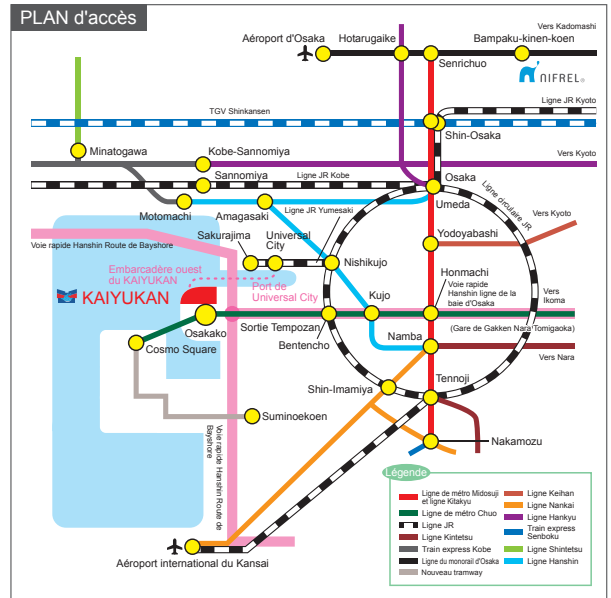 PLAN d'accès
Vers Kadomashi
Aéroport d'Osaka
Hotarugaike
Bampaku-kinen-koen
Senrichuo
nifrel
Ligne JR Kyoto
TGV Shinkansen
Shin-Osaka
Minatogawa
Kobe-Sannomiya
Vers Kyoto
Sannomiya
Ligne JR Kobe
Osaka
Umeda
Ligne circulaire JR
Motomachi
Amagasaki
Ligne JR Yumesaki
Vers Kyoto
Sakurajima
Universal
City
Yodoyabashi
Voie rapide Hanshin Route de Bayshore
Nishikujo
Embarcadère ouest
du KAIYUKAN
Port de
Universal City
KAIYUKAN
Honmachi
Voie rapide
Hanshin ligne de la
baie d'Osaka
Vers
Ikoma
Kujo
Osakako
Sortie Tempozan
Bentencho
Namba
(Gare de Gakken Nara Tomigaoka)
Cosmo Square
Vers Nara
Tennoji
Shin-Imamiya
Suminoekoen
Voie rapide Hanshin Route de
Bayshore
Nakamozu
Aéroport international du Kansai
Légende
Ligne de métro Midosuji
et ligne Kitakyu
Ligne de métro Chuo
Ligne JR
Ligne Kintetsu
Train express Kobe
Ligne du monorail d'Osaka
Nouveau tramway
Ligne Keihan
Ligne Nankai
Ligne Hankyu
Train express
Senboku
Ligne Shintetsu
Ligne Hanshin